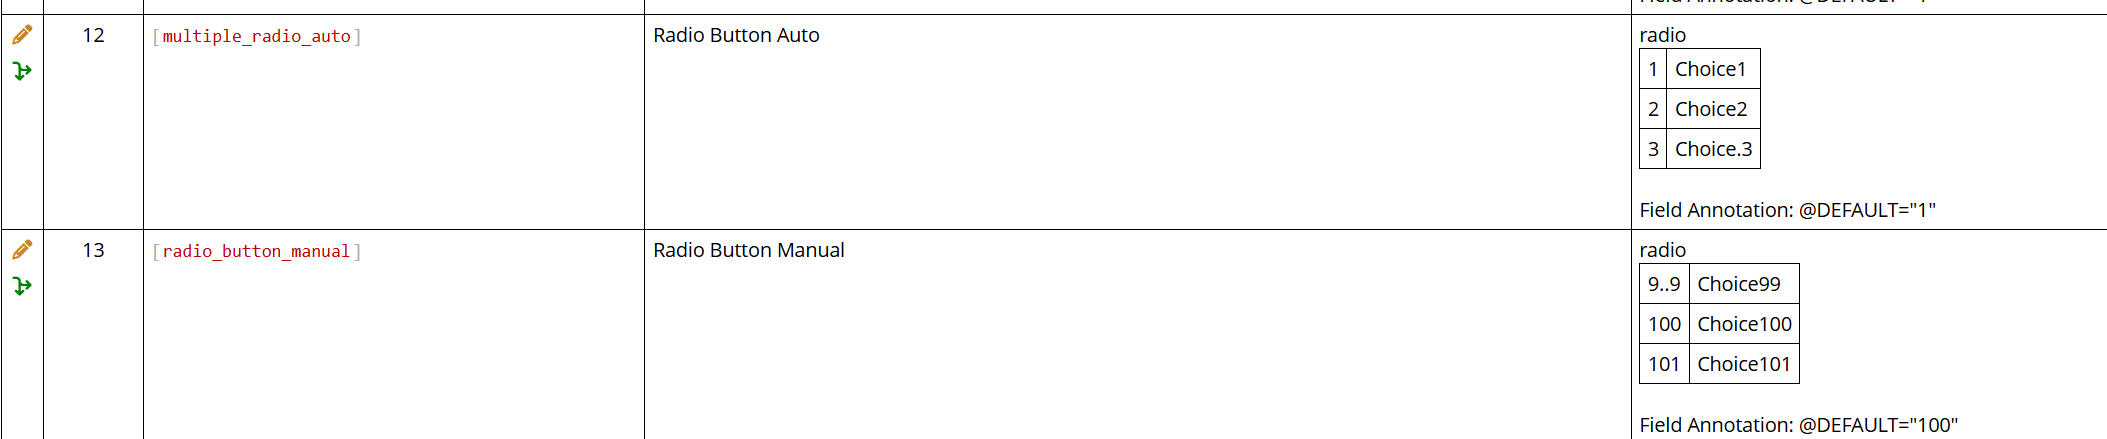 12 [multiple_radio_auto] Radio Button Auto radio
1 Choice1
2 Choice2
3 Choice.3
Field Annotation: @DEFAULT="1"
13 [radio_button_manual] Radio Button Manual radio
9..9 Choice99
100 Choice100
101 Choice101
Field Annotation: @DEFAULT="100"